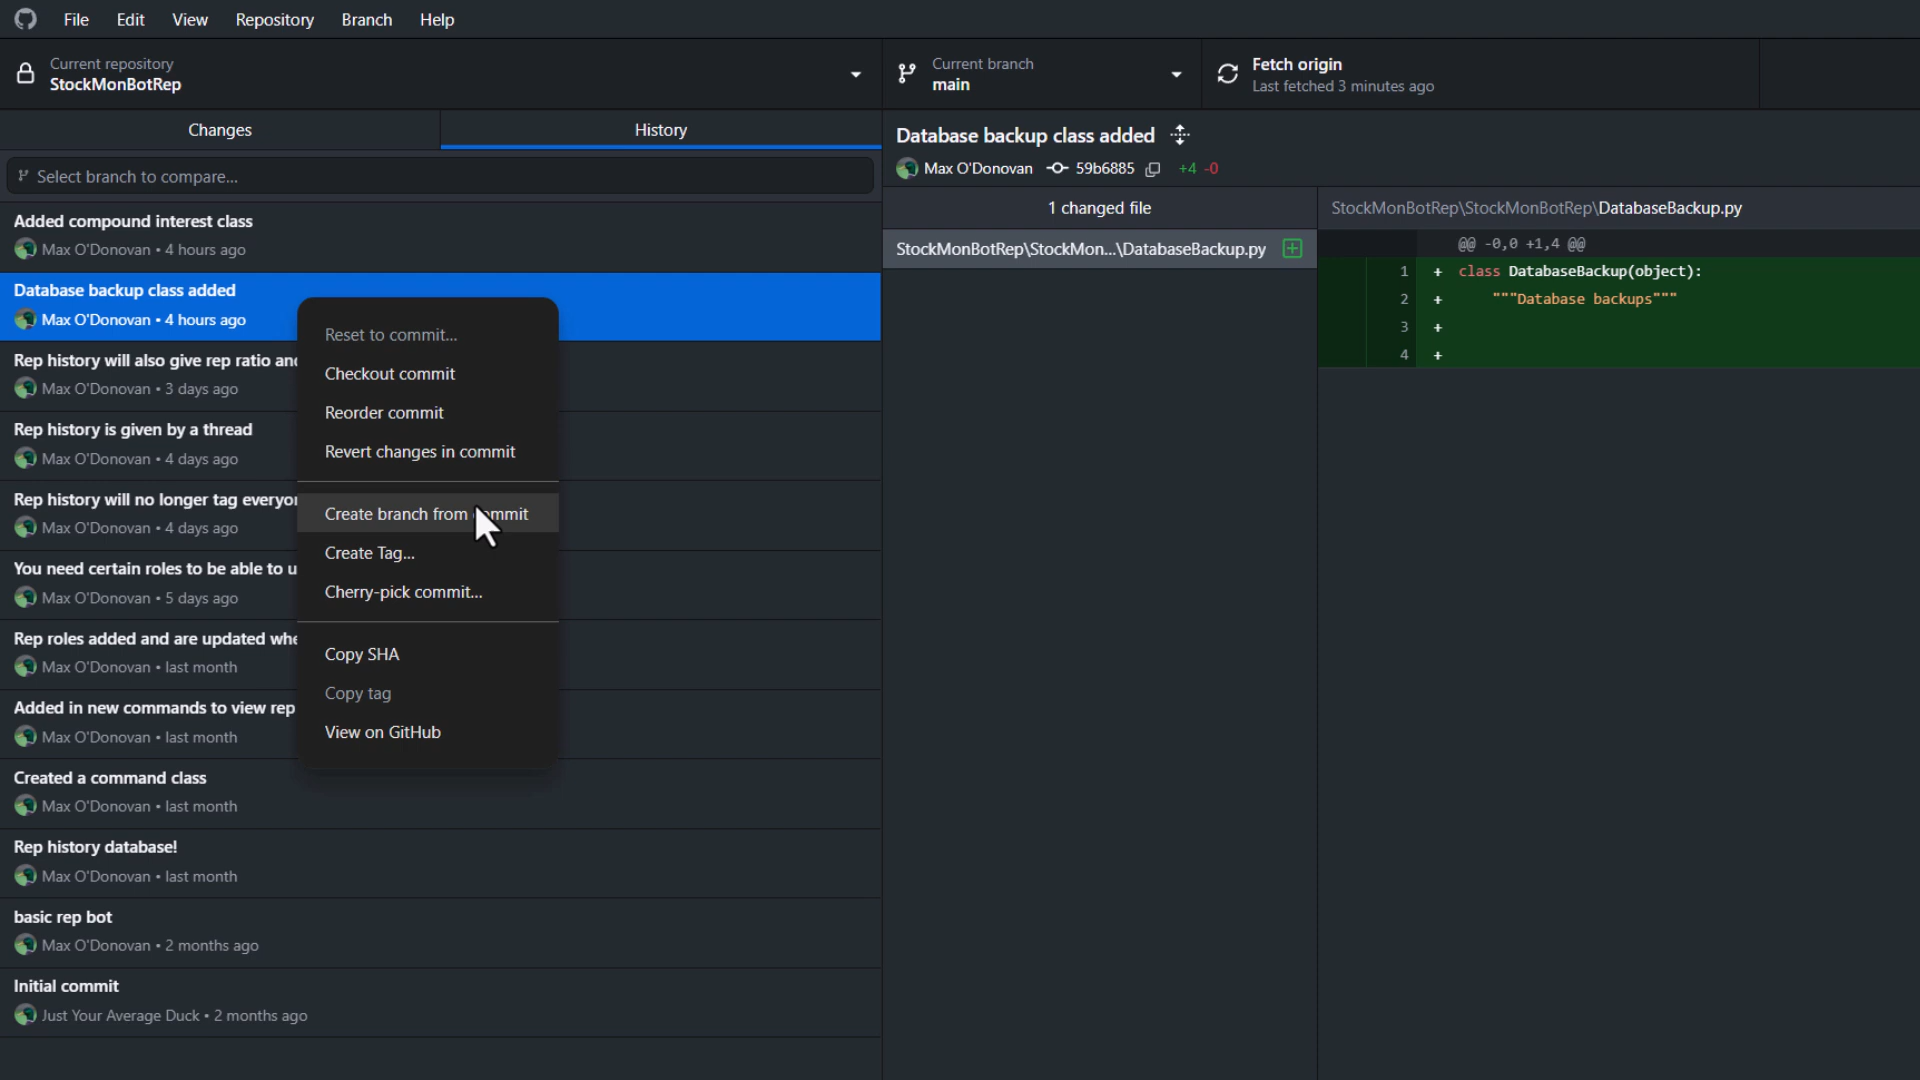 File Edit View Repository Branch Help
Current repository
StockMonBotRep
Current branch
main
Fetch origin
Last fetched 3 minutes ago
Changes
History
Select branch to compare...
Added compound interest class
Max O'Donovan • 4 hours ago
Database backup class added
Max O'Donovan • 4 hours ago
Rep history will also give rep ratio and
Max O'Donovan • 3 days ago
Rep history is given by a thread
Max O'Donovan • 4 days ago
Rep history will no longer tag everyo
Max O'Donovan • 4 days ago
You need certain roles to be able to u
Max O'Donovan • 5 days ago
Rep roles added and are updated whe
Max O'Donovan • last month
Added in new commands to view rep
Max O'Donovan • last month
Created a command class
Max O'Donovan • last month
Rep history database!
Max O'Donovan • last month
basic rep bot
Max O'Donovan • 2 months ago
Initial commit
Just Your Average Duck • 2 months ago
Reset to commit...
Checkout commit
Reorder commit
Revert changes in commit
Create branch from commit
Create Tag...
Cherry-pick commit...
Copy SHA
Copy tag
View on GitHub
Database backup class added
Max O'Donovan 59b6885 +4 -0
1 changed file
StockMonBotRep\StockMon...\DatabaseBackup.py
StockMonBotRep\StockMonBotRep\DatabaseBackup.py
@@ -0,0 +1,4 @@
1 + class DatabaseBackup(object):
2 + """Database backups"""
3 +
4 +